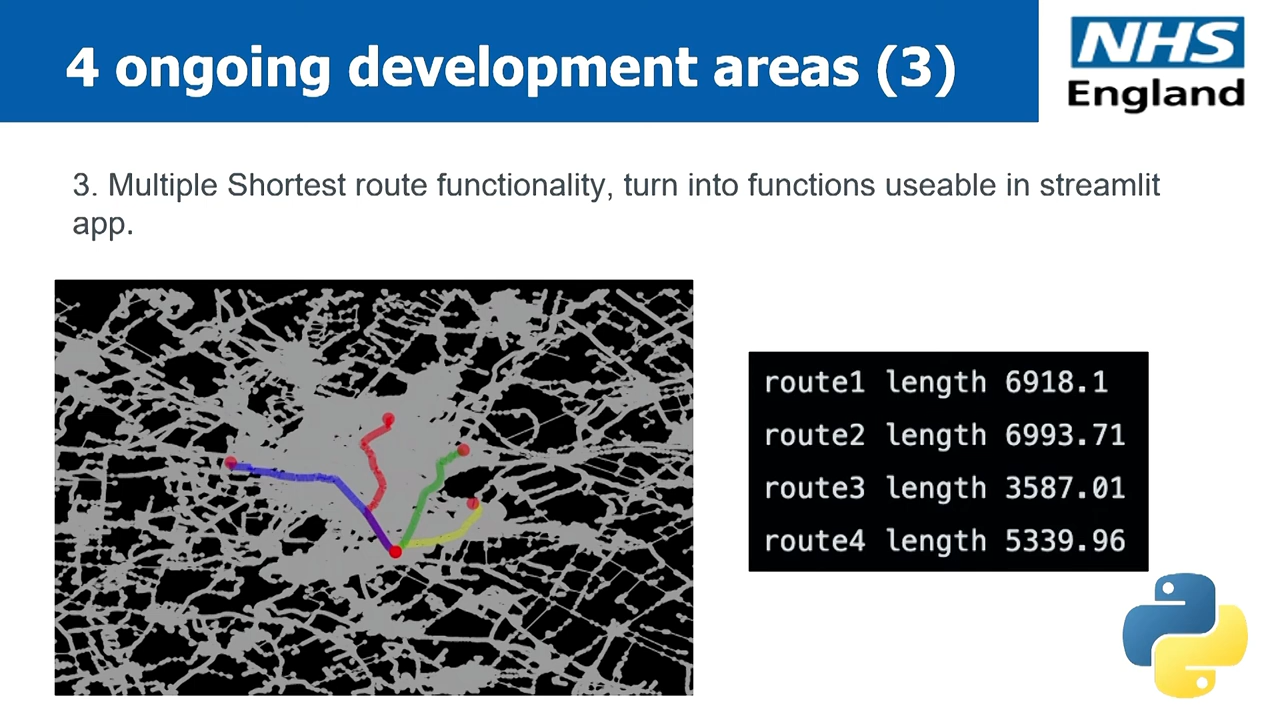 4 ongoing development areas (3)
NHS
England
3. Multiple Shortest route functionality, turn into functions useable in streamlit
app.
route1 length 6918.1
route2 length 6993.71
route3 length 3587.01
route4 length 5339.96